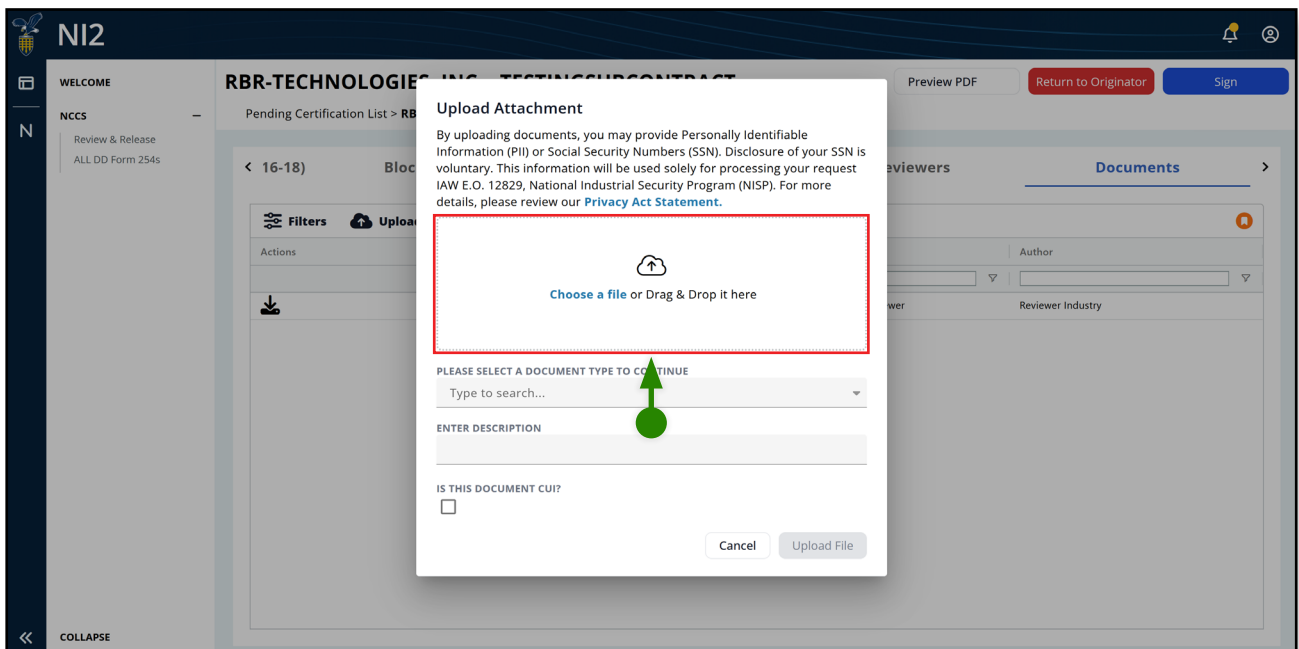 NI2
WELCOME
NCCS
Review & Release
ALL DD Form 254s
COLLAPSE
N
RBR-TECHNOLOGIES, INC. - TESTINGSUBCONTRACT
Pending Certification List > RB
Preview PDF
Return to Originator
Sign
16-18)
Bloc
eviewers
Documents
Filters
Uploa
Actions
Author
wer
Reviewer Industry
Upload Attachment
By uploading documents, you may provide Personally Identifiable
Information (PII) or Social Security Numbers (SSN). Disclosure of your SSN is
voluntary. This information will be used solely for processing your request
IAW E.O. 12829, National Industrial Security Program (NISP). For more
details, please review our Privacy Act Statement.
Choose a file or Drag & Drop it here
PLEASE SELECT A DOCUMENT TYPE TO CONTINUE
Type to search...
ENTER DESCRIPTION
IS THIS DOCUMENT CUI?
Cancel
Upload File